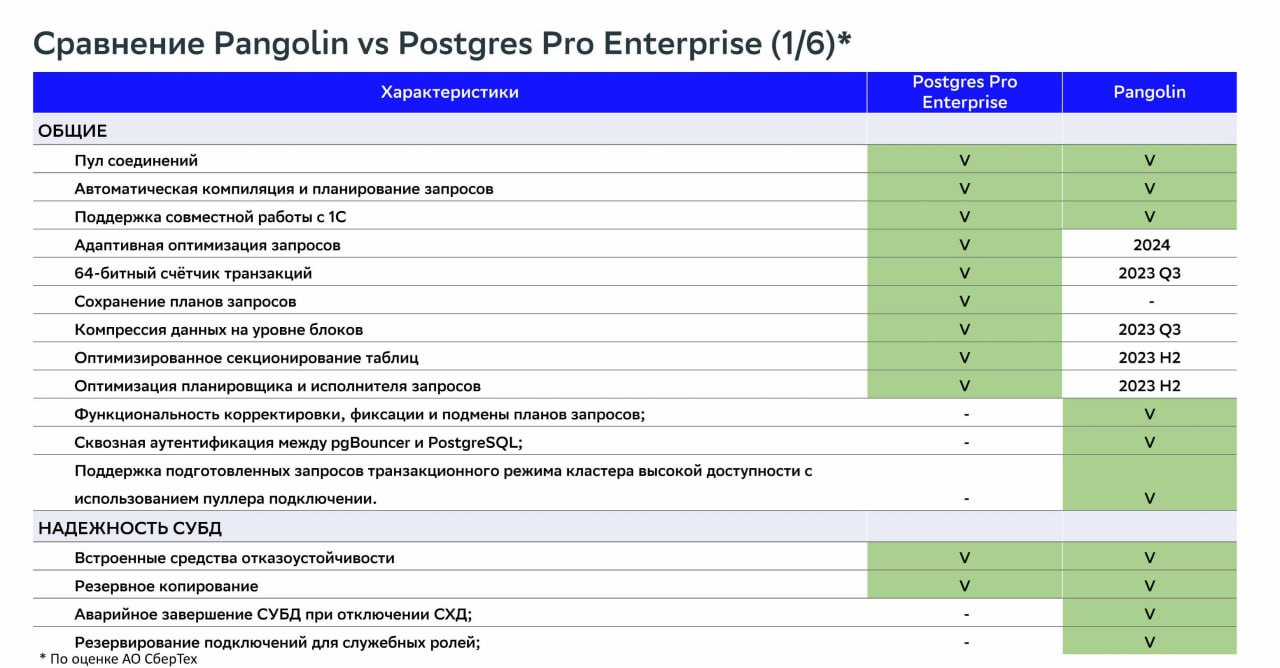 Сравнение Pangolin vs Postgres Pro Enterprise (1/6)*
Характеристики
Postgres Pro
Enterprise
Pangolin
ОБЩИЕ
Пул соединений V V
Автоматическая компиляция и планирование запросов V V
Поддержка совместной работы с 1С V V
Адаптивная оптимизация запросов V 2024
64-битный счётчик транзакций V 2023 Q3
Сохранение планов запросов V -
Компрессия данных на уровне блоков V 2023 Q3
Оптимизированное секционирование таблиц V 2023 H2
Оптимизация планировщика и исполнителя запросов V 2023 H2
Функциональность корректировки, фиксации и подмены планов запросов; - V
Сквозная аутентификация между pgBouncer и PostgreSQL; - V
Поддержка подготовленных запросов транзакционного режима кластера высокой доступности с
использованием пуллера подключении. - V
НАДЕЖНОСТЬ СУБД
Встроенные средства отказоустойчивости V V
Резервное копирование V V
Аварийное завершение СУБД при отключении СХД; - V
Резервирование подключений для служебных ролей; - V
* По оценке АО СберТех